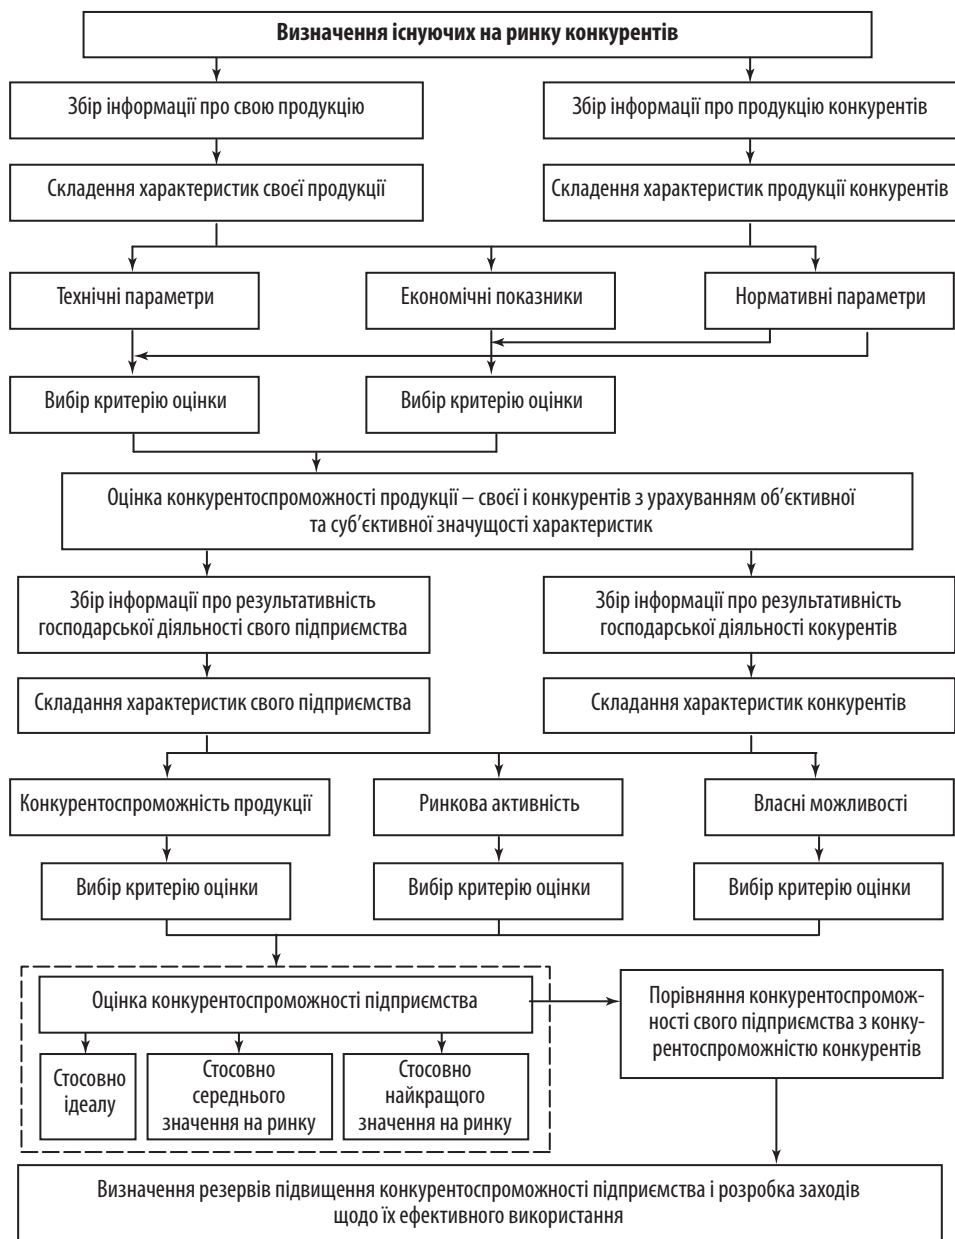 Визначення існуючих на ринку конкурентів
Збір інформації про свою продукцію
Збір інформації про продукцію конкурентів
Складення характеристик своєї продукції
Складення характеристик продукції конкурентів
Технічні параметри
Економічні показники
Нормативні параметри
Вибір критерію оцінки
Вибір критерію оцінки
Оцінка конкурентоспроможності продукції – своєї і конкурентів з урахуванням об’єктивної
та суб’єктивної значущості характеристик
Збір інформації про результативність
господарської діяльності свого підприємства
Збір інформації про результативність
господарської діяльності кокурентів
Складання характеристик свого підприємства
Складання характеристик конкурентів
Конкурентоспроможність продукції
Ринкова активність
Власні можливості
Вибір критерію оцінки
Вибір критерію оцінки
Вибір критерію оцінки
Оцінка конкурентоспроможності підприємства
Порівняння конкурентоспромож-
ності свого підприємства з конку-
рентоспроможністю конкурентів
Стосовно
ідеалу
Стосовно
середнього
значення на ринку
Стосовно
найкращого
значення на ринку
Визначення резервів підвищення конкурентоспроможності підприємства і розробка заходів
щодо їх ефективного використання